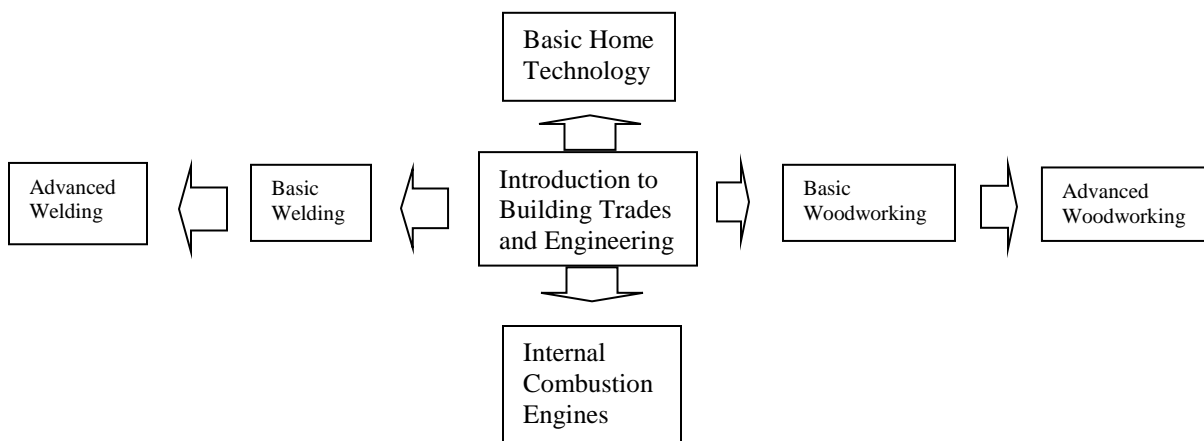 Basic Home
Technology
Advanced
Welding
Basic
Welding
Introduction to
Building Trades
and Engineering
Basic
Woodworking
Advanced
Woodworking
Internal
Combustion
Engines